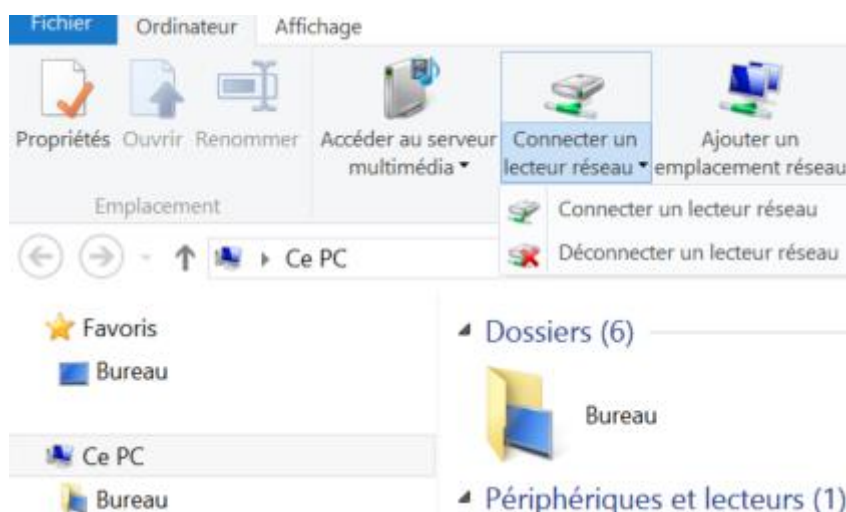 Fichier Ordinateur Affichage
Propriétés Ouvrir Renommer Accéder au serveur Connecter un Ajouter un
multimédia lecteur réseau emplacement réseau
Emplacement
Connecter un lecteur réseau
Déconnecter un lecteur réseau
Ce PC
Favoris
Dossiers (6)
Bureau
Bureau
Ce PC
Bureau
Périphériques et lecteurs (1)